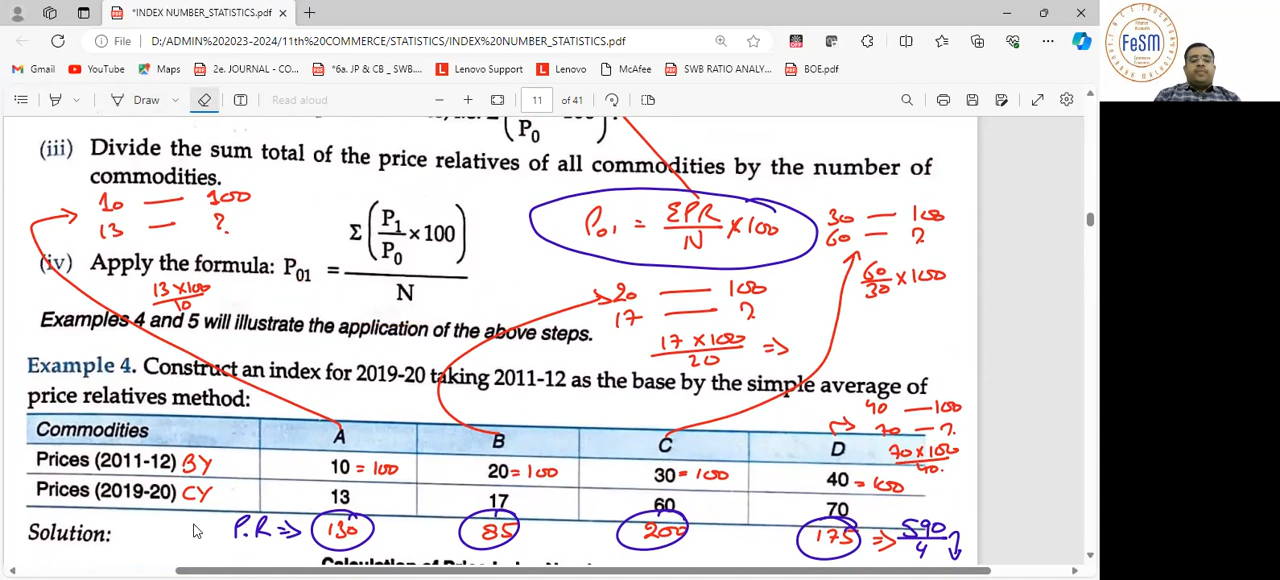 *INDEX NUMBER_STATISTICS.pdf
File
D:/ADMIN%202023-2024/11th%20COMMERCE/STATISTICS/INDEX%20NUMBER_STATISTICS.pdf
Gmail YouTube Maps 2e. JOURNAL - CO... *6a. JP & CB _ SWB.... Lenovo Support Lenovo McAfee SWB RATIO ANALY... BOE.pdf
Draw Read aloud 11 of 41
FeSM
P₀
(iii) Divide the sum total of the price relatives of all commodities by the number of
commodities.
10 — 100
13 — ?
P₀₁ = ΣPR/N × 100
30 — 100
60 — ?
60/30 × 100
(iv) Apply the formula: P₀₁ = Σ(P₁/P₀ × 100)/N
13 × 100/10
20 — 100
17 — ?
17 × 100/20 ⇒
Examples 4 and 5 will illustrate the application of the above steps.
Example 4. Construct an index for 2019-20 taking 2011-12 as the base by the simple average of
price relatives method:
40 — 100
70 — ?
70 × 100/40.
Commodities A B C D
Prices (2011-12) BY 10 = 100 20 = 100 30 = 100 40 = 100
Prices (2019-20) CY 13 17 60 70
P.R ⇒ 130 85 200 175 ⇒ 590/4
Solution: